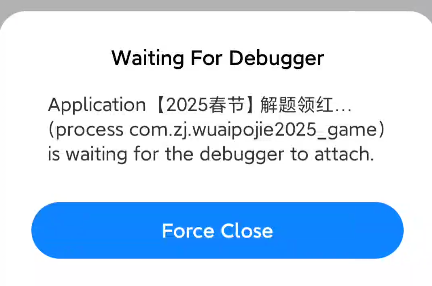 Waiting For Debugger
Application 【2025春节】解题领红...
(process com.zj.wuaipojie2025_game)
is waiting for the debugger to attach.
Force Close